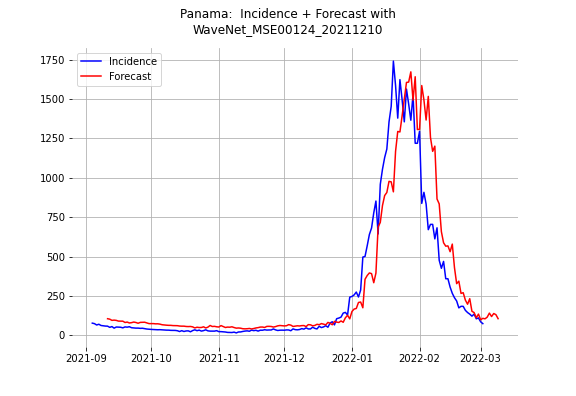 Panama:  Incidence + Forecast with
WaveNet_MSE00124_20211210
Incidence
Forecast
1750
1500
1250
1000
750
500
250
0
2021-09 2021-10 2021-11 2021-12 2022-01 2022-02 2022-03